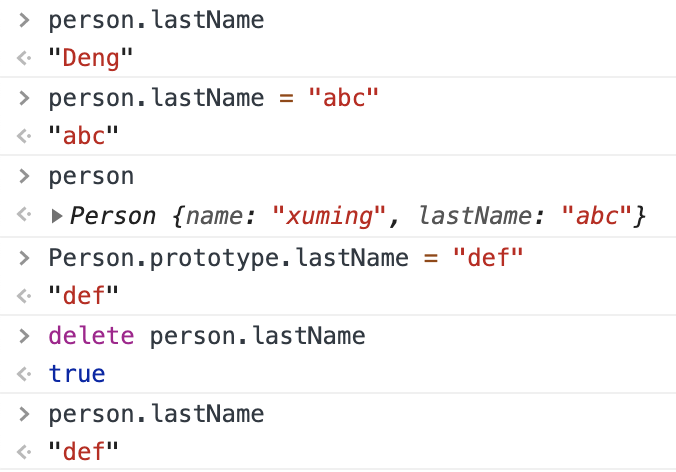 > person.lastName
<· "Deng"
> person.lastName = "abc"
<· "abc"
> person
<· ▶ Person {name: "xuming", lastName: "abc"}
> Person.prototype.lastName = "def"
<· "def"
> delete person.lastName
<· true
> person.lastName
<· "def"